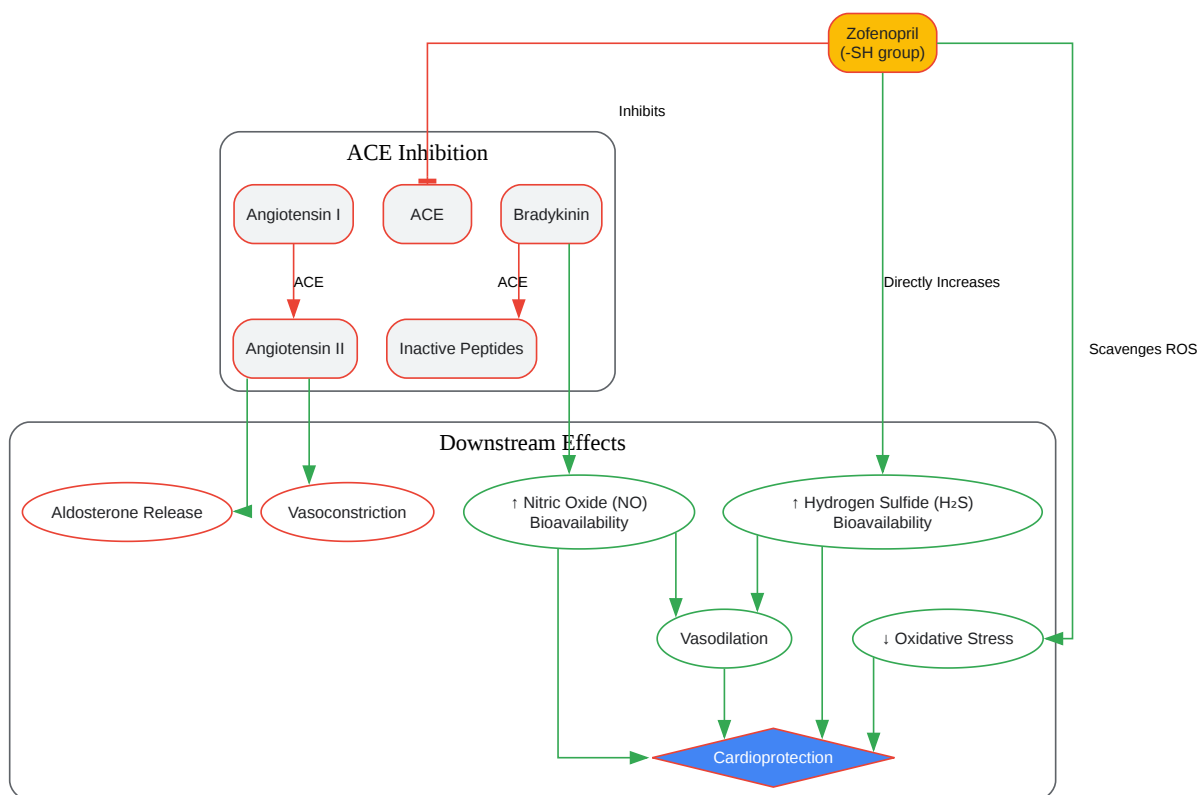 Zofenopril
(-SH group)
Inhibits
ACE Inhibition
Angiotensin I
ACE
Bradykinin
ACE
ACE
Directly Increases
Angiotensin II
Inactive Peptides
Scavenges ROS
Downstream Effects
Aldosterone Release
Vasoconstriction
↑ Nitric Oxide (NO)
Bioavailability
↑ Hydrogen Sulfide (H₂S)
Bioavailability
Vasodilation
↓ Oxidative Stress
Cardioprotection